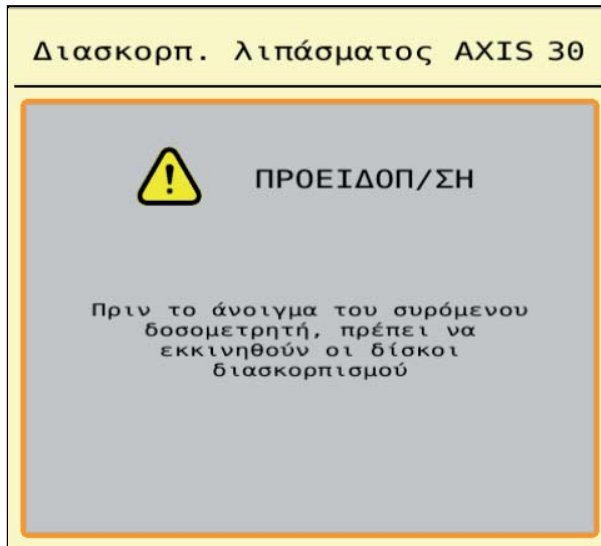 Διασκορπ. λιπάσματος AXIS 30
ΠΡΟΕΙΔΟΠ/ΣΗ
Πριν το άνοιγμα του συρόμενου
δοσομετρητή, πρέπει να
εκκινηθούν οι δίσκοι
διασκορπισμού